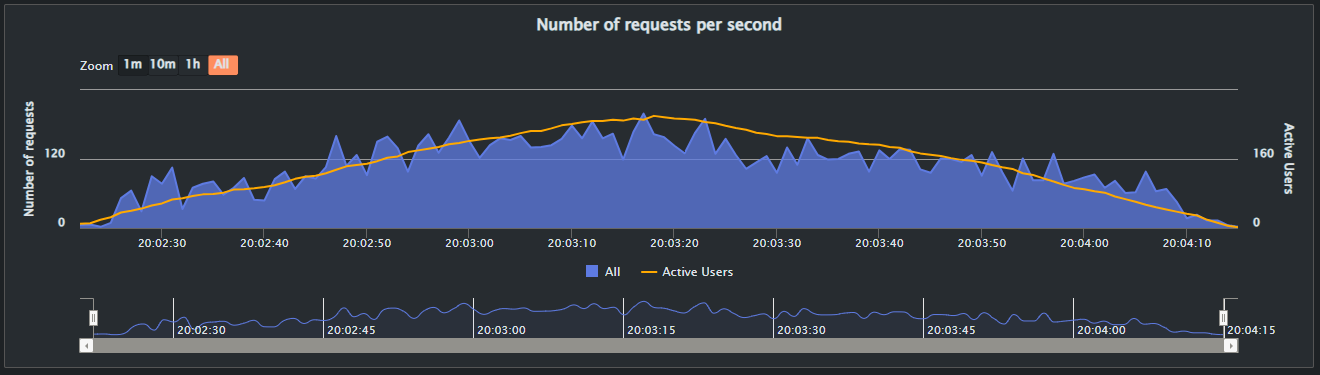 Number of requests per second
Zoom 1m 10m 1h All
Number of requests
120
0
Active Users
160
0
20:02:30 20:02:40 20:02:50 20:03:00 20:03:10 20:03:20 20:03:30 20:03:40 20:03:50 20:04:00 20:04:10
All Active Users
20:02:30 20:02:45 20:03:00 20:03:15 20:03:30 20:03:45 20:04:00 20:04:15